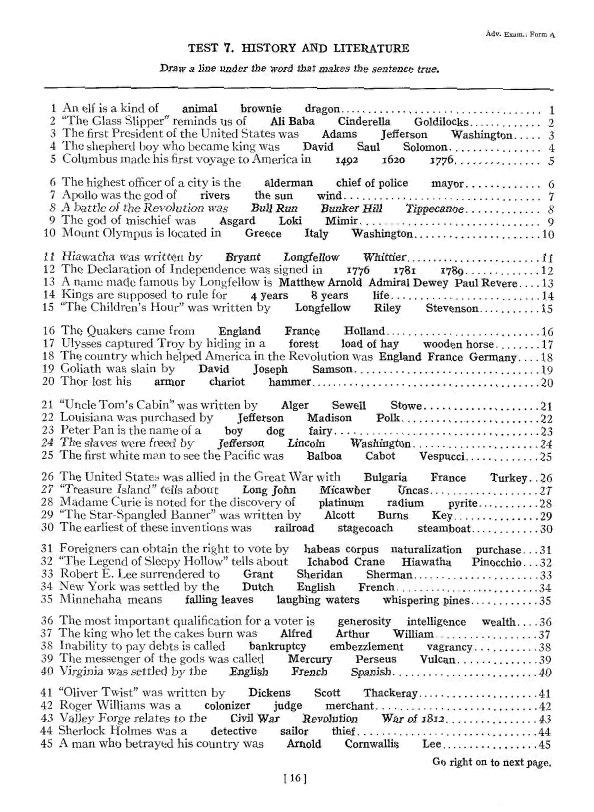 Adv. Exam.: Form A
TEST 7. HISTORY AND LITERATURE
Draw a line under the word that makes the sentence true.
1 An elf is a kind of animal brownie dragon 1
2 "The Glass Slipper" reminds us of Ali Baba Cinderella Goldilocks 2
3 The first President of the United States was Adams Jefferson Washington 3
4 The shepherd boy who became king was David Saul Solomon 4
5 Columbus made his first voyage to America in 1492 1620 1776 5
6 The highest officer of a city is the alderman chief of police mayor 6
7 Apollo was the god of rivers the sun wind 7
8 A battle of the Revolution was Bull Run Bunker Hill Tippecanoe 8
9 The god of mischief was Asgard Loki Mimir 9
10 Mount Olympus is located in Greece Italy Washington 10
11 Hiawatha was written by Bryant Longfellow Whittier 11
12 The Declaration of Independence was signed in 1776 1781 1789 12
13 A name made famous by Longfellow is Matthew Arnold Admiral Dewey Paul Revere 13
14 Kings are supposed to rule for 4 years 8 years life 14
15 "The Children's Hour" was written by Longfellow Riley Stevenson 15
16 The Quakers came from England France Holland 16
17 Ulysses captured Troy by hiding in a forest load of hay wooden horse 17
18 The country which helped America in the Revolution was England France Germany 18
19 Goliath was slain by David Joseph Samson 19
20 Thor lost his armor chariot hammer 20
21 "Uncle Tom's Cabin" was written by Alger Sewell Stowe 21
22 Louisiana was purchased by Jefferson Madison Polk 22
23 Peter Pan is the name of a boy dog fairy 23
24 The slaves were freed by Jefferson Lincoln Washington 24
25 The first white man to see the Pacific was Balboa Cabot Vespucci 25
26 The United States was allied in the Great War with Bulgaria France Turkey 26
27 "Treasure Island" tells about Long John Micawber Uncas 27
28 Madame Curie is noted for the discovery of platinum radium pyrite 28
29 "The Star-Spangled Banner" was written by Alcott Burns Key 29
30 The earliest of these inventions was railroad stagecoach steamboat 30
31 Foreigners can obtain the right to vote by habeas corpus naturalization purchase 31
32 "The Legend of Sleepy Hollow" tells about Ichabod Crane Hiawatha Pinocchio 32
33 Robert E. Lee surrendered to Grant Sheridan Sherman 33
34 New York was settled by the Dutch English French 34
35 Minnehaha means falling leaves laughing waters whispering pines 35
36 The most important qualification for a voter is generosity intelligence wealth 36
37 The king who let the cakes burn was Alfred Arthur William 37
38 Inability to pay debts is called bankruptcy embezzlement vagrancy 38
39 The messenger of the gods was called Mercury Perseus Vulcan 39
40 Virginia was settled by the English French Spanish 40
41 "Oliver Twist" was written by Dickens Scott Thackeray 41
42 Roger Williams was a colonizer judge merchant 42
43 Valley Forge relates to the Civil War Revolution War of 1812 43
44 Sherlock Holmes was a detective sailor thief 44
45 A man who betrayed his country was Arnold Cornwallis Lee 45
Go right on to next page.
[ 16 ]